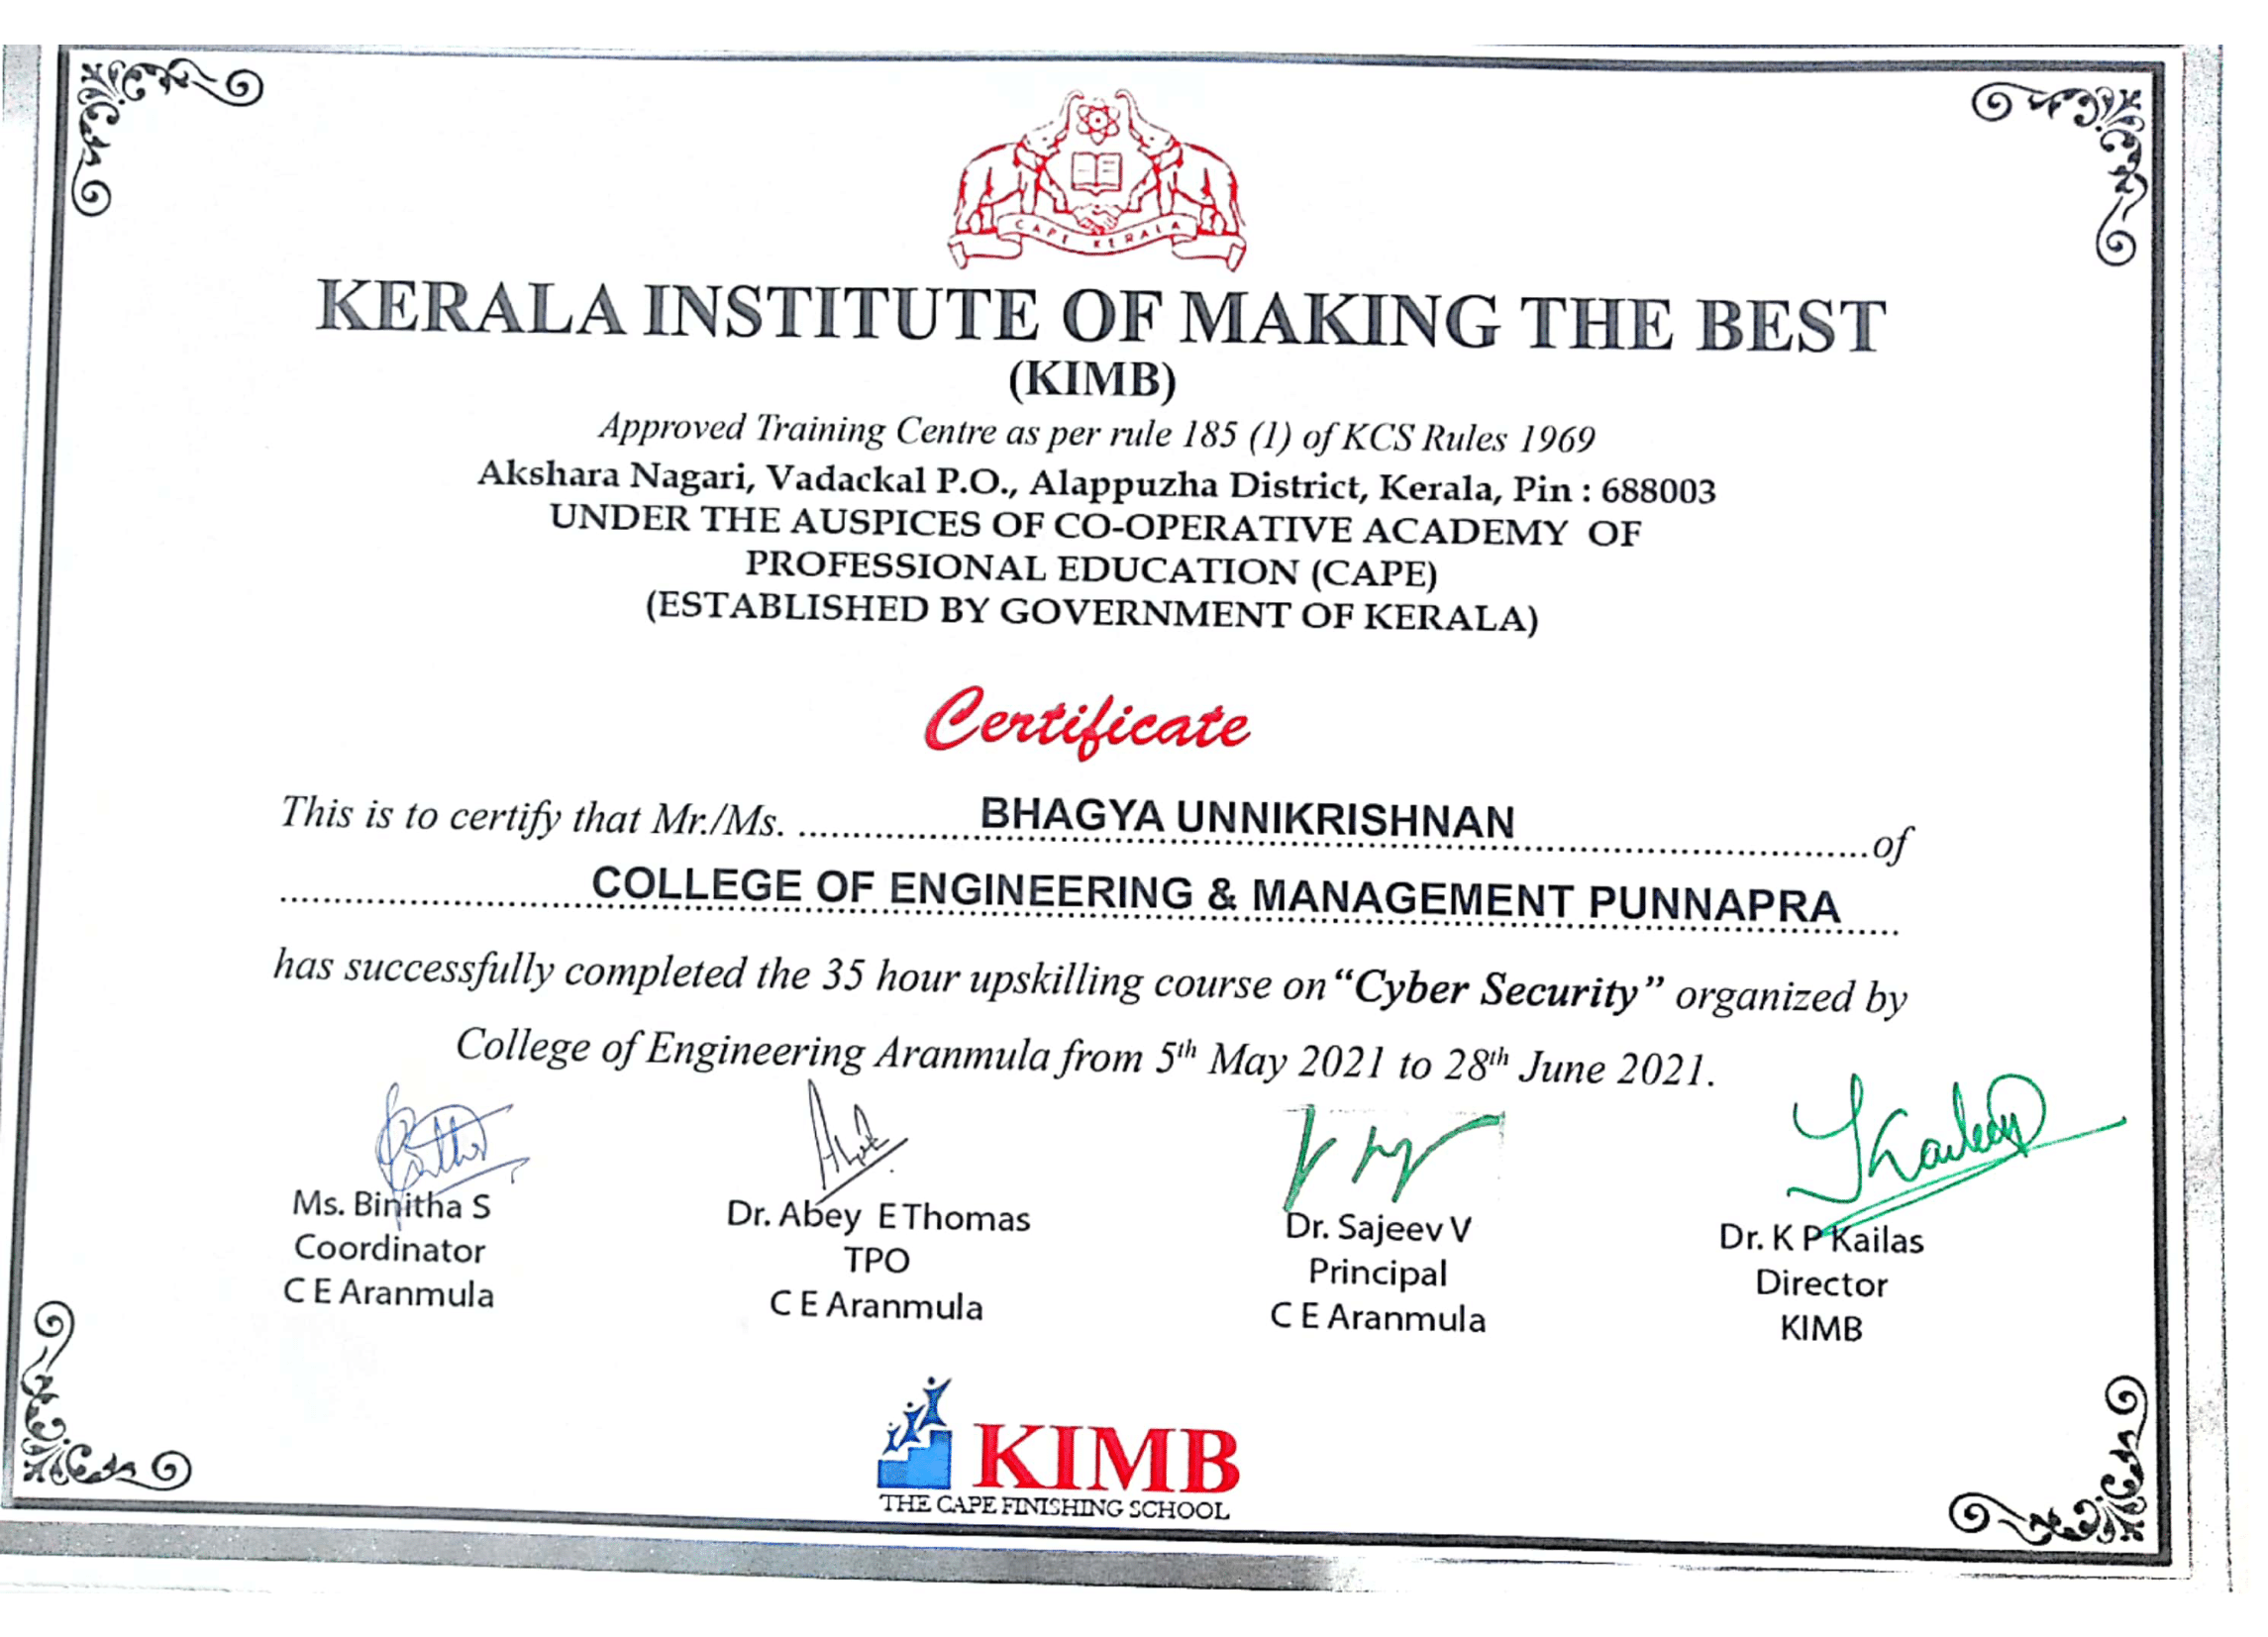 CAPE KERALA
KERALA INSTITUTE OF MAKING THE BEST
(KIMB)
Approved Training Centre as per rule 185 (1) of KCS Rules 1969
Akshara Nagari, Vadackal P.O., Alappuzha District, Kerala, Pin : 688003
UNDER THE AUSPICES OF CO-OPERATIVE ACADEMY OF
PROFESSIONAL EDUCATION (CAPE)
(ESTABLISHED BY GOVERNMENT OF KERALA)
Certificate
This is to certify that Mr./Ms. BHAGYA UNNIKRISHNAN of
COLLEGE OF ENGINEERING & MANAGEMENT PUNNAPRA
has successfully completed the 35 hour upskilling course on “Cyber Security” organized by
College of Engineering Aranmula from 5th May 2021 to 28th June 2021.
Ms. Binitha S Dr. Abey E Thomas Dr. Sajeev V Dr. K P Kailas
Coordinator TPO Principal Director
C E Aranmula C E Aranmula C E Aranmula KIMB
KIMB
THE CAPE FINISHING SCHOOL